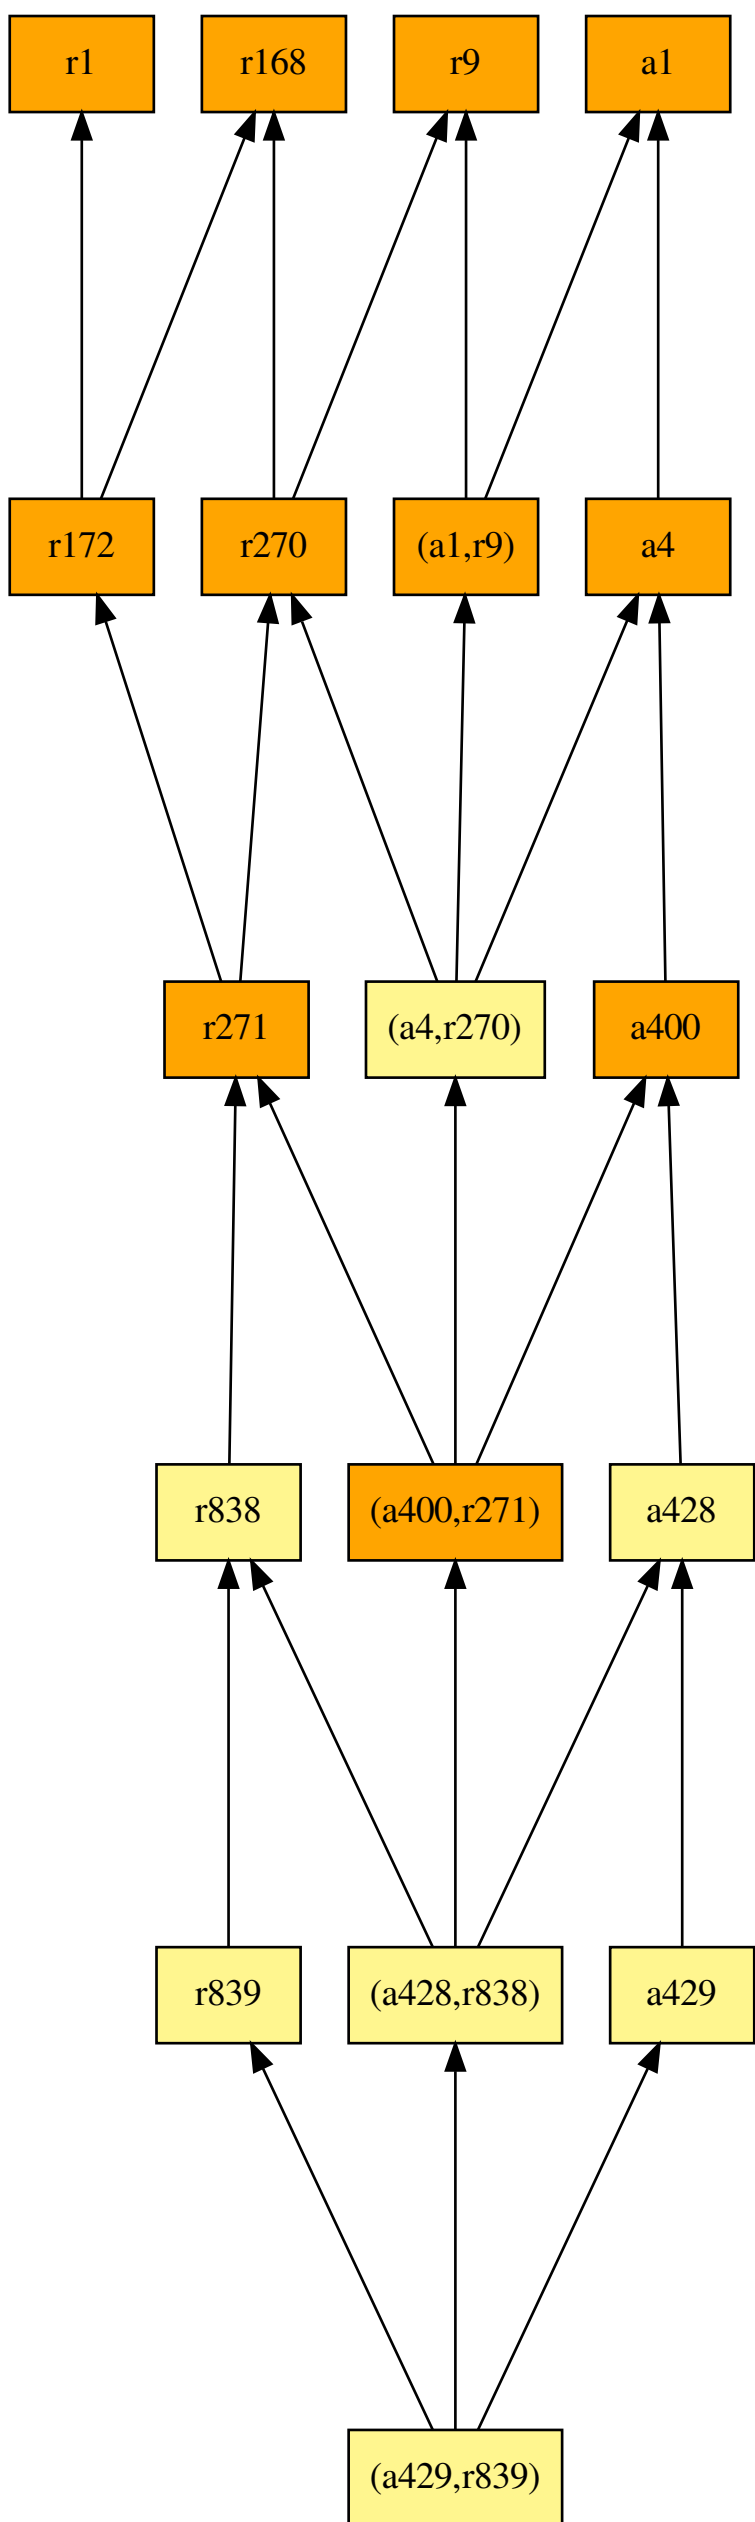 r1
r168
r9
a1
r172
r270
(a1,r9)
a4
r271
(a4,r270)
a400
r838
(a400,r271)
a428
r839
(a428,r838)
a429
(a429,r839)